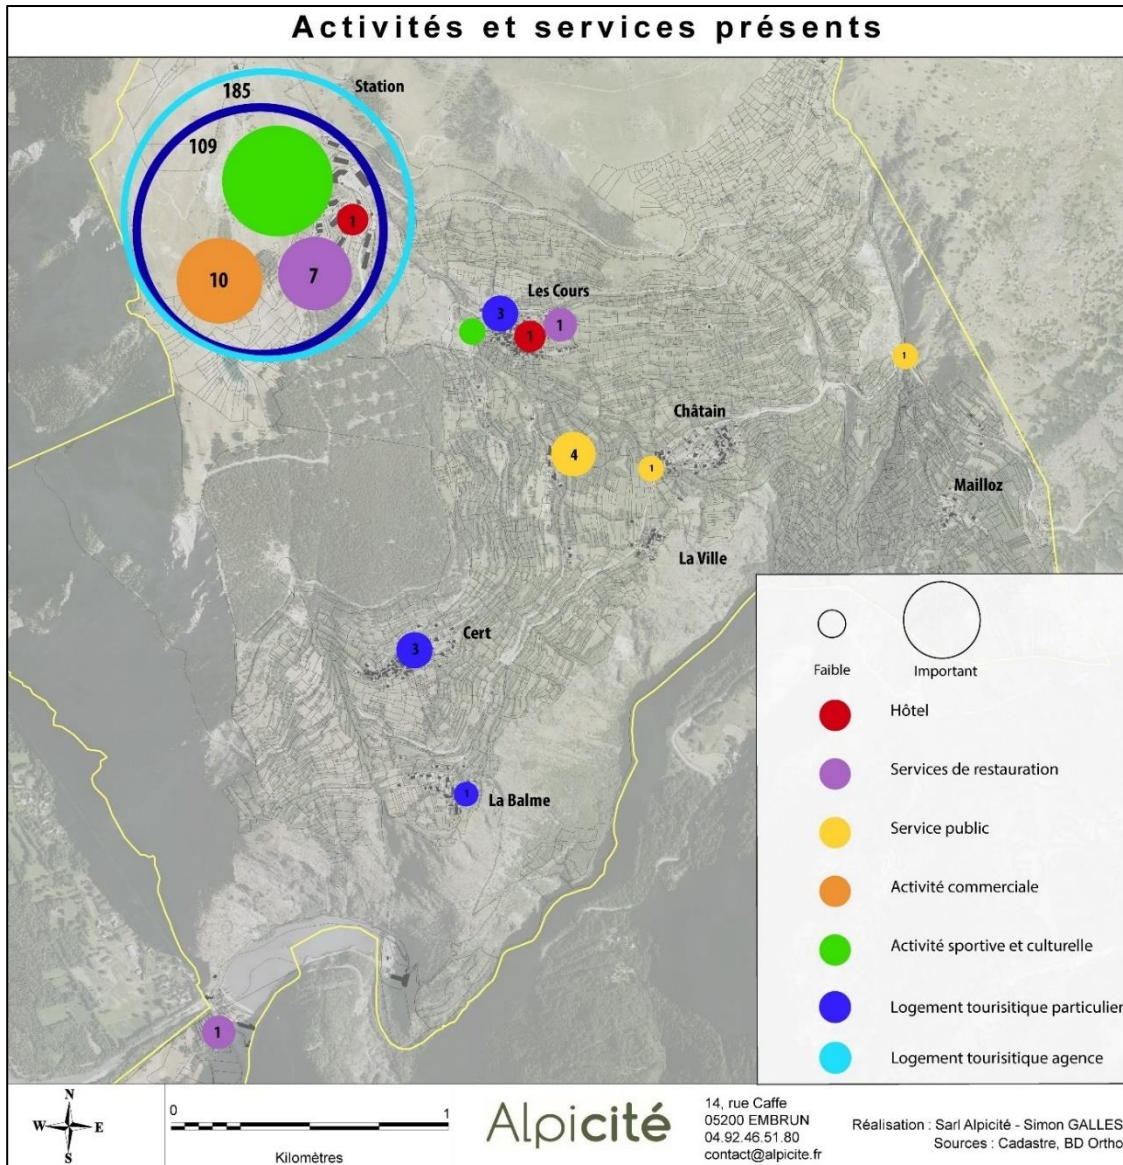 Activités et services présents
185
Station
109
1
10
7
Les Cours
3
1
1
1
Châtain
4
1
Mailloz
La Ville
Cert
3
La Balme
1
1
Faible
Important
Hôtel
Services de restauration
Service public
Activité commerciale
Activité sportive et culturelle
Logement tourisitique particulier
Logement tourisitique agence
N
W
E
S
0
1
Kilomètres
Alpicité
14, rue Caffe
05200 EMBRUN
04.92.46.51.80
contact@alpicite.fr
Réalisation : Sarl Alpicité - Simon GALLES
Sources : Cadastre, BD Ortho